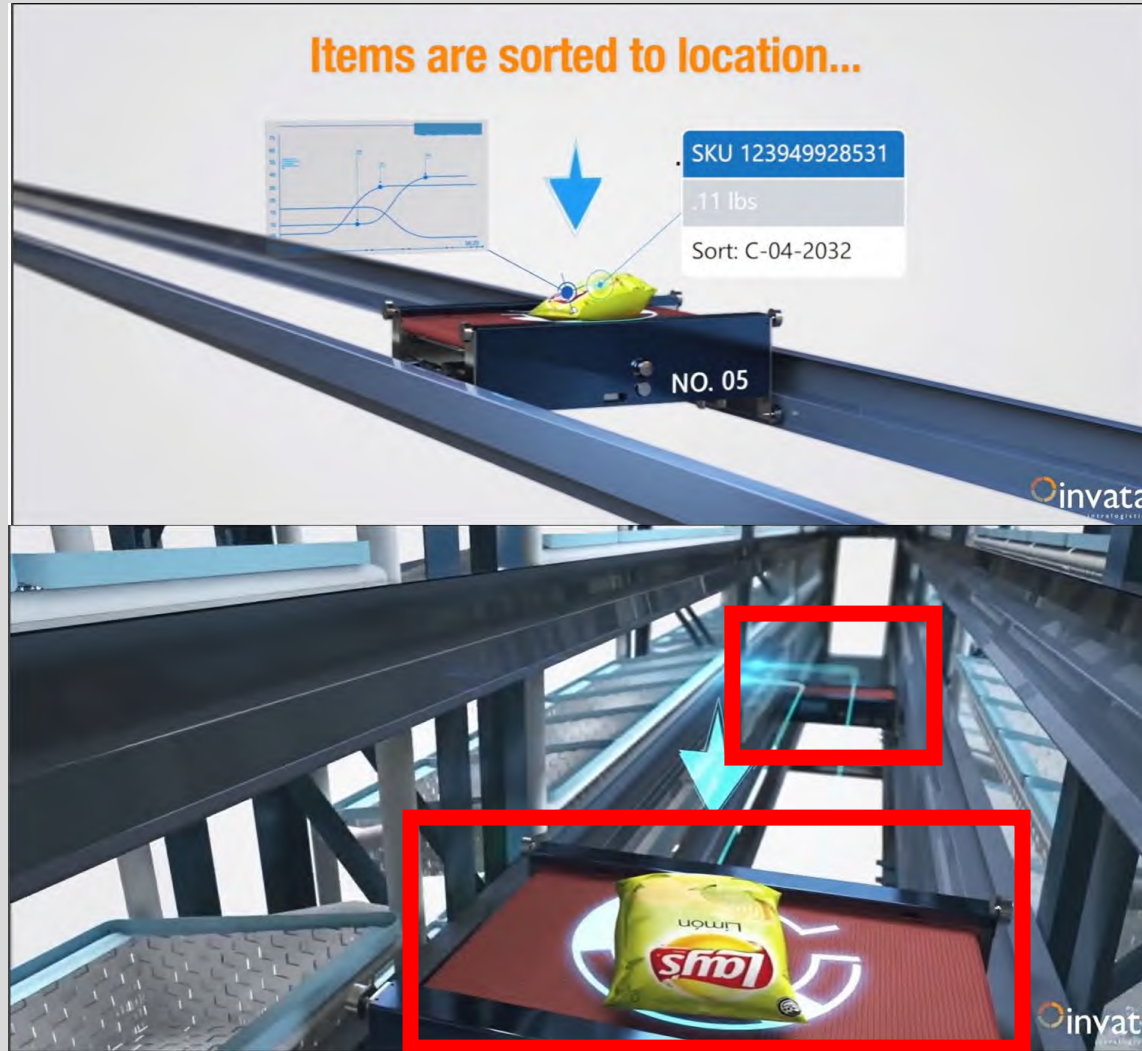 Items are sorted to location...
SKU 123949928531
.11 lbs
Sort: C-04-2032
NO. 05
invata
Limón
Lay's
invata